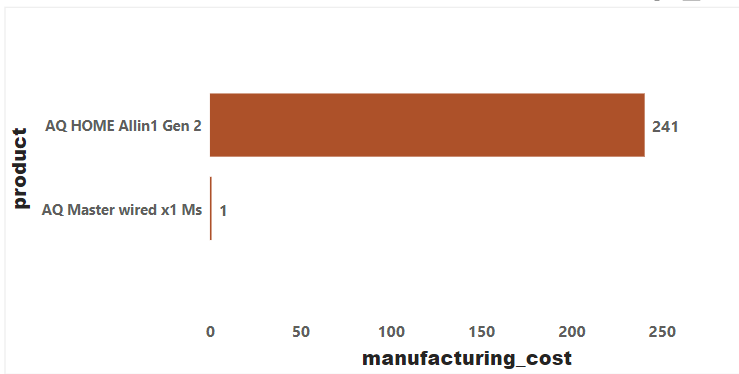 product
AQ HOME Allin1 Gen 2
241
AQ Master wired x1 Ms
1
0 50 100 150 200 250
manufacturing_cost